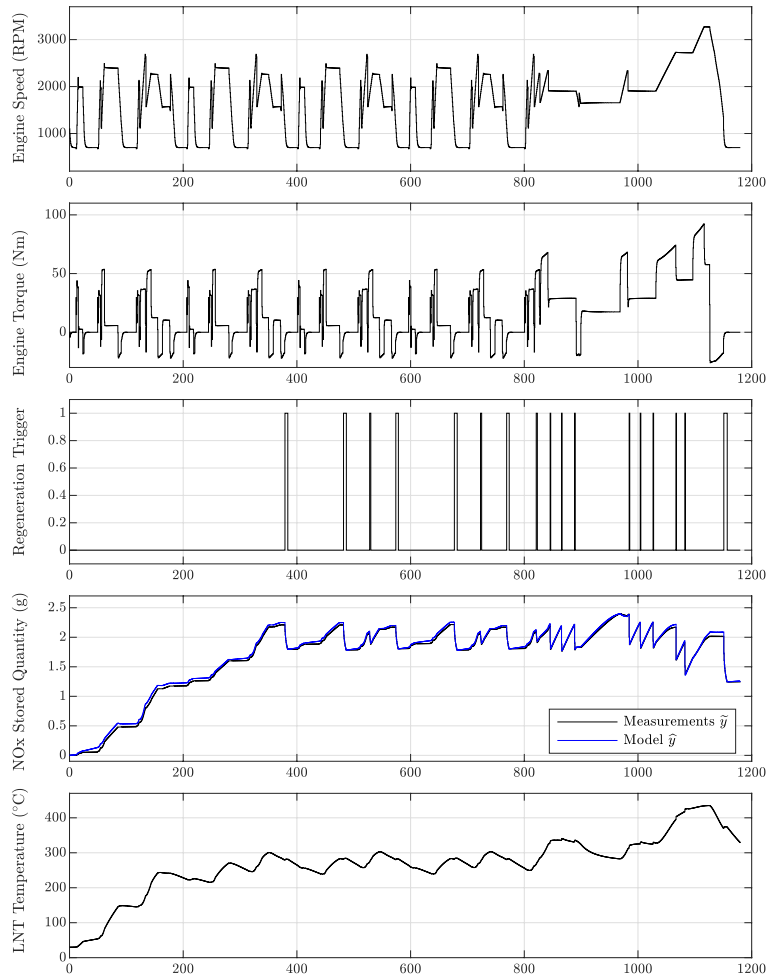 Engine Speed (RPM)
3000
2000
1000
0 200 400 600 800 1000 1200
Engine Torque (Nm)
100
50
0
0 200 400 600 800 1000 1200
Regeneration Trigger
1
0.8
0.6
0.4
0.2
0
0 200 400 600 800 1000 1200
NOx Stored Quantity (g)
2.5
2
1.5
1
0.5
0
Measurements ỹ
Model ŷ
0 200 400 600 800 1000 1200
LNT Temperature (°C)
400
300
200
100
0
0 200 400 600 800 1000 1200